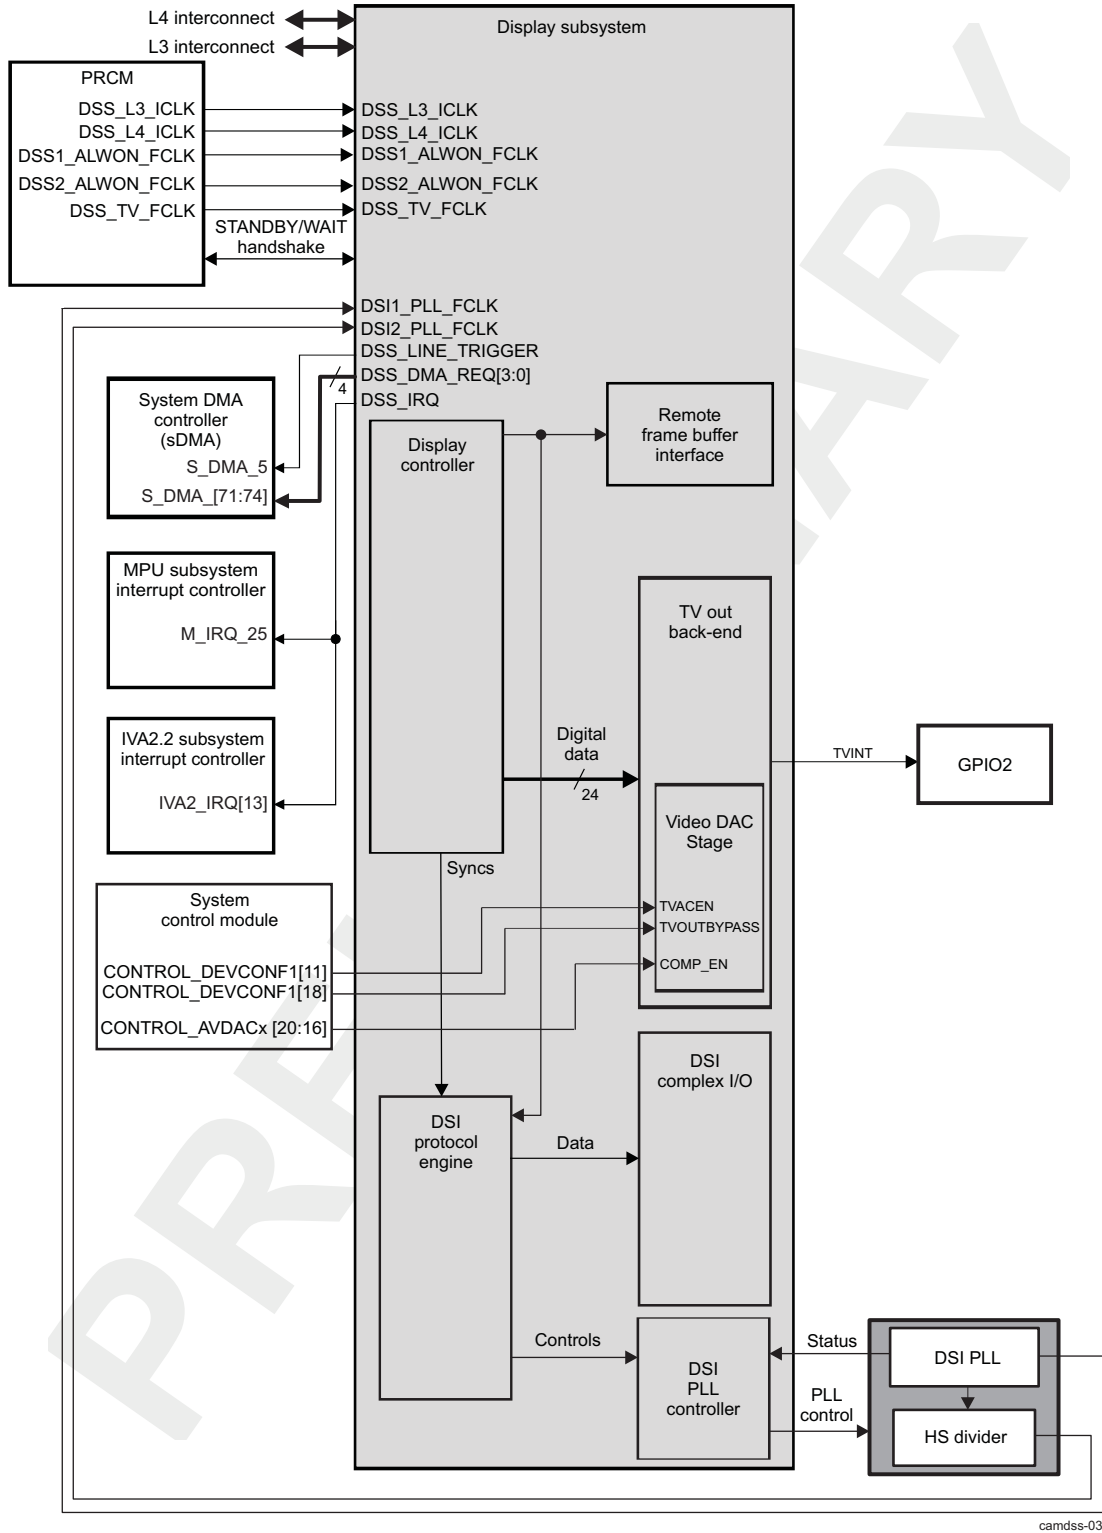 L4 interconnect
L3 interconnect
Display subsystem
PRCM
DSS_L3_ICLK
DSS_L4_ICLK
DSS1_ALWON_FCLK
DSS2_ALWON_FCLK
DSS_TV_FCLK
STANDBY/WAIT
handshake
DSS_L3_ICLK
DSS_L4_ICLK
DSS1_ALWON_FCLK
DSS2_ALWON_FCLK
DSS_TV_FCLK
DSI1_PLL_FCLK
DSI2_PLL_FCLK
DSS_LINE_TRIGGER
DSS_DMA_REQ[3:0]
4
DSS_IRQ
System DMA
controller
(sDMA)
S_DMA_5
S_DMA_[71:74]
Display
controller
Remote
frame buffer
interface
MPU subsystem
interrupt controller
M_IRQ_25
TV out
back-end
IVA2.2 subsystem
interrupt controller
IVA2_IRQ[13]
Digital
data
24
TVINT
GPIO2
Video DAC
Stage
TVACEN
TVOUTBYPASS
COMP_EN
Syncs
System
control module
CONTROL_DEVCONF1[11]
CONTROL_DEVCONF1[18]
CONTROL_AVDACx [20:16]
DSI
complex I/O
DSI
protocol
engine
Data
Controls
DSI
PLL
controller
Status
PLL
control
DSI PLL
HS divider
camdss-03